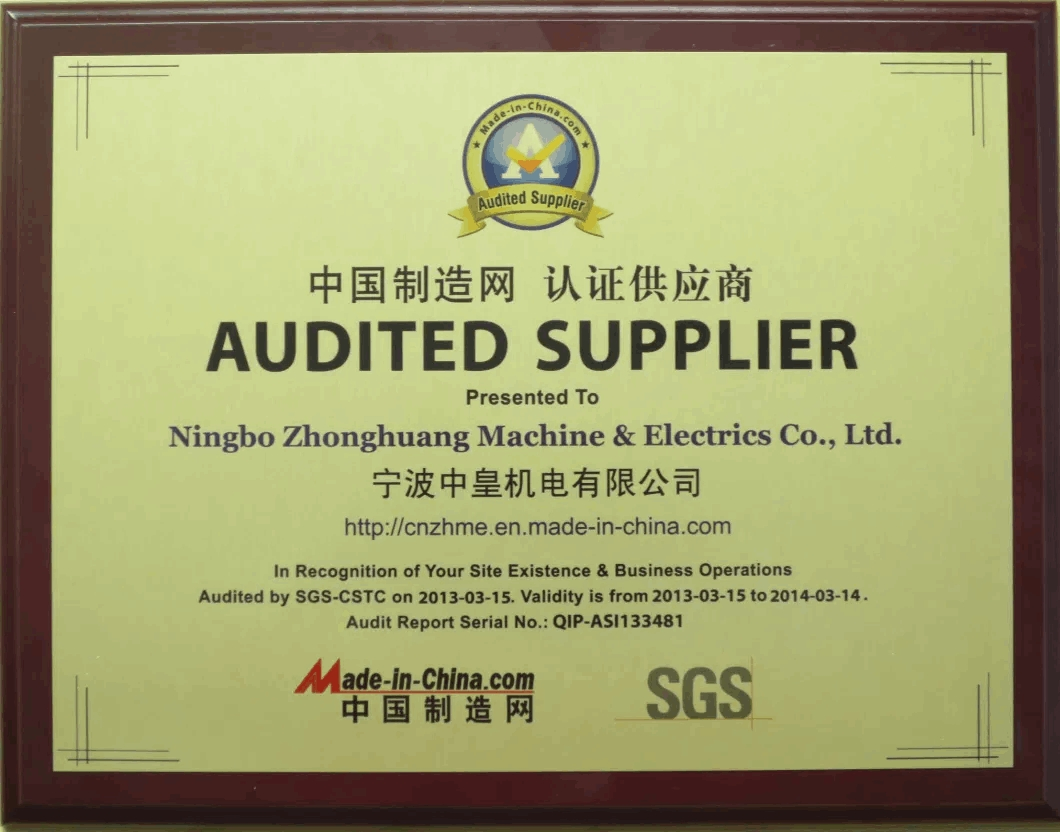 Made-in-China.com
Audited Supplier
中国制造网 认证供应商
AUDITED SUPPLIER
Presented To
Ningbo Zhonghuang Machine & Electrics Co., Ltd.
宁波中皇机电有限公司
http://cnzhme.en.made-in-china.com
In Recognition of Your Site Existence & Business Operations
Audited by SGS-CSTC on 2013-03-15. Validity is from 2013-03-15 to 2014-03-14.
Audit Report Serial No.: QIP-ASI133481
Made-in-China.com
中国制造网
SGS